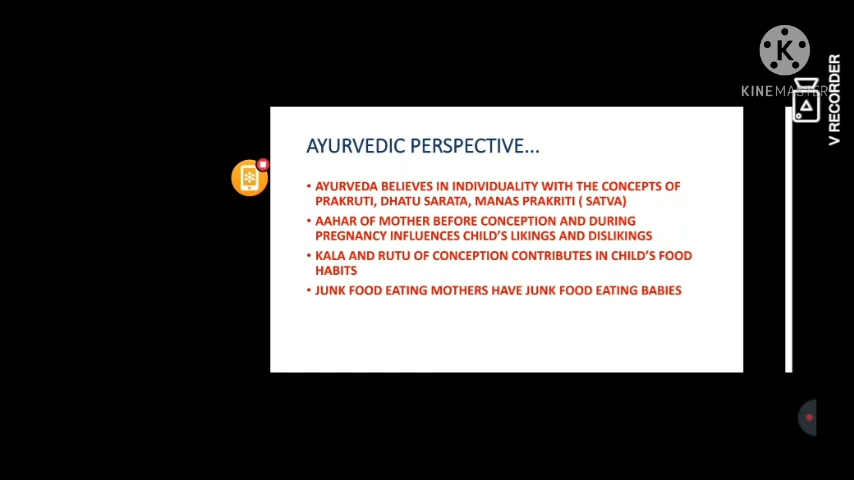 KINEMASTER
V RECORDER
AYURVEDIC PERSPECTIVE...
• AYURVEDA BELIEVES IN INDIVIDUALITY WITH THE CONCEPTS OF
PRAKRUTI, DHATU SARATA, MANAS PRAKRITI ( SATVA)
• AAHAR OF MOTHER BEFORE CONCEPTION AND DURING
PREGNANCY INFLUENCES CHILD'S LIKINGS AND DISLIKINGS
• KALA AND RUTU OF CONCEPTION CONTRIBUTES IN CHILD'S FOOD
HABITS
• JUNK FOOD EATING MOTHERS HAVE JUNK FOOD EATING BABIES